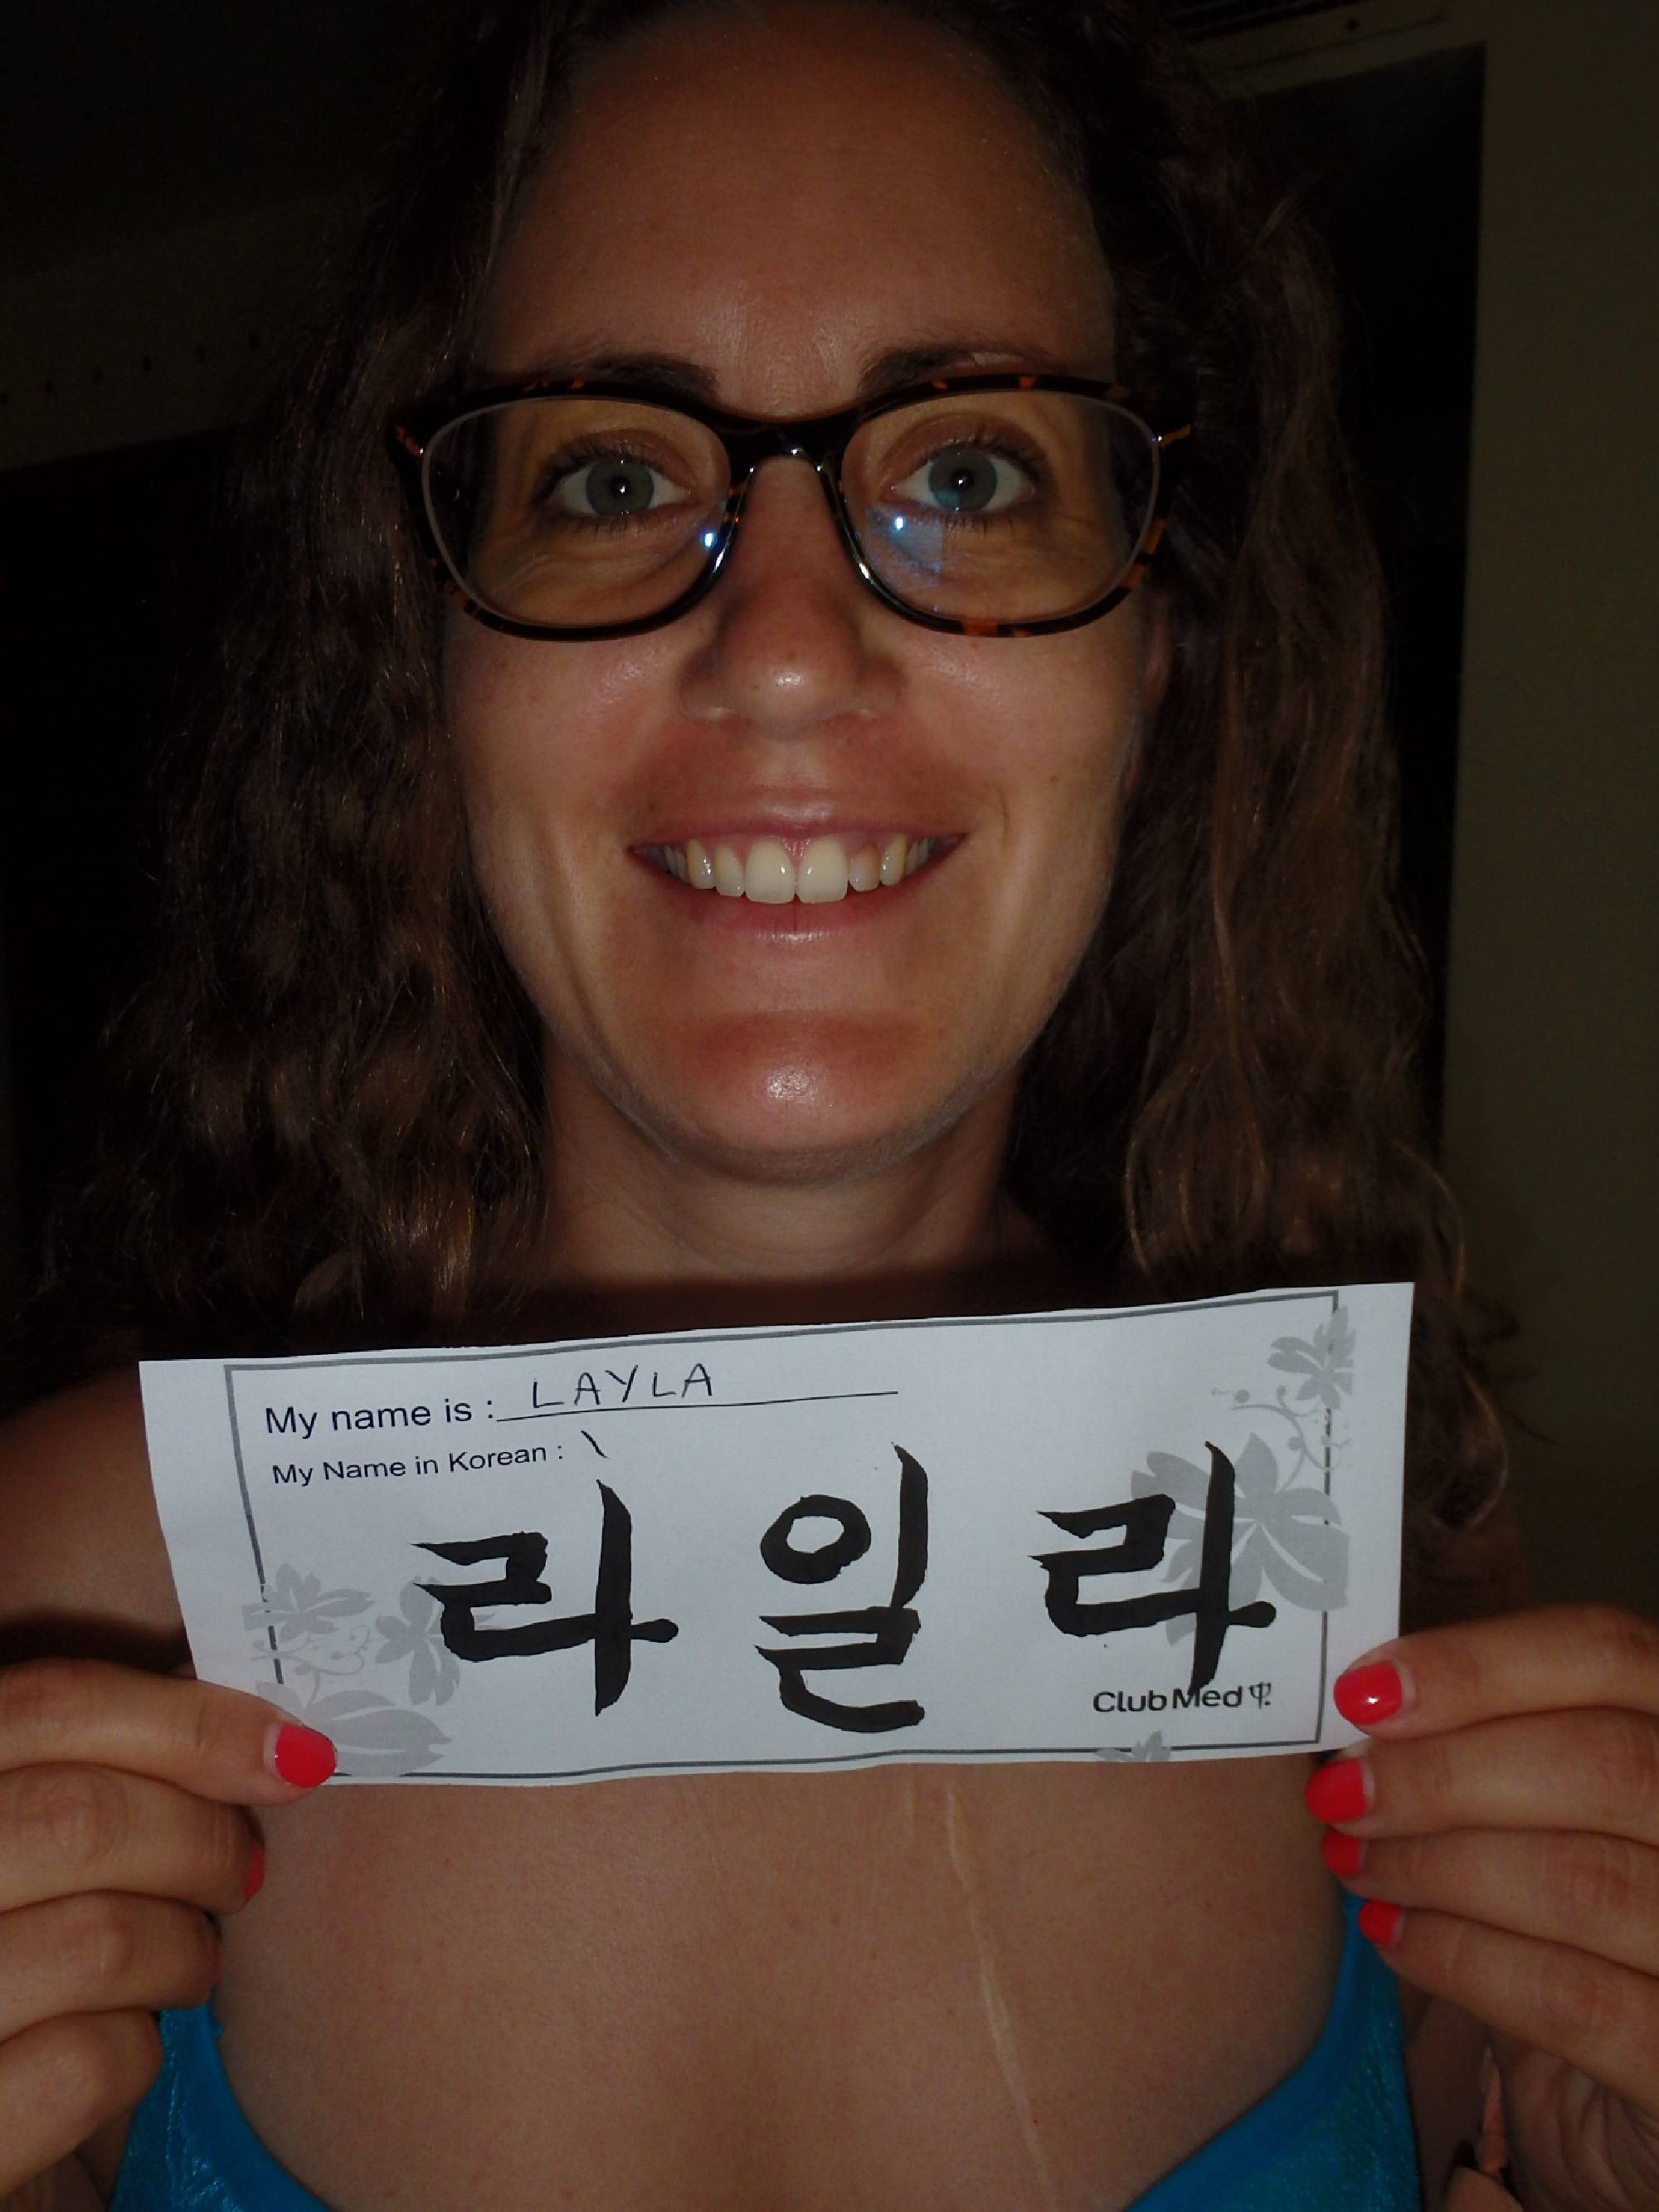 My name is : LAYLA
My Name in Korean :
라일라
Club Med